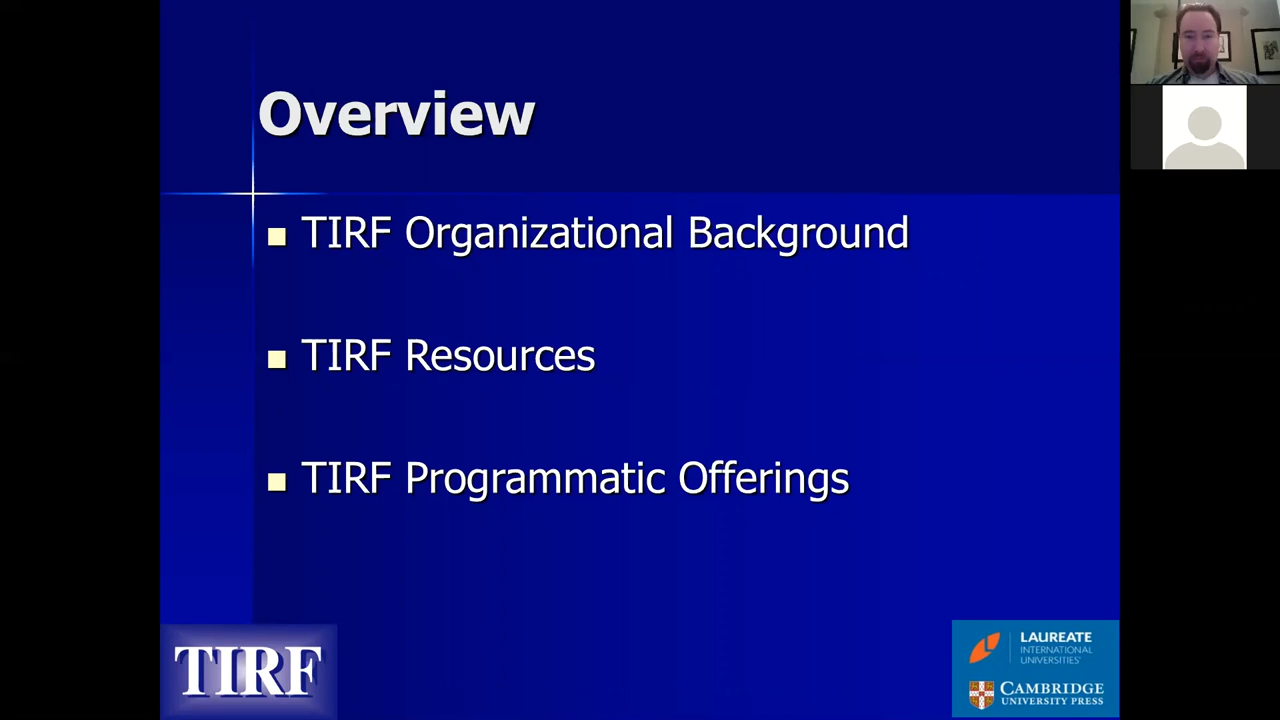 Overview
TIRF Organizational Background
TIRF Resources
TIRF Programmatic Offerings
TIRF
LAUREATE
INTERNATIONAL
UNIVERSITIES®
CAMBRIDGE
UNIVERSITY PRESS